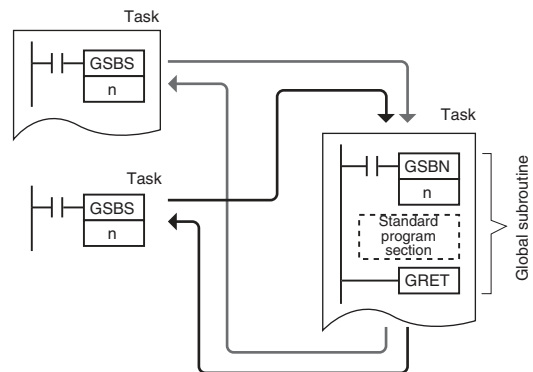 Task
GSBS
n
Task
GSBS
n
Task
GSBN
n
Standard
program
section
GRET
Global subroutine